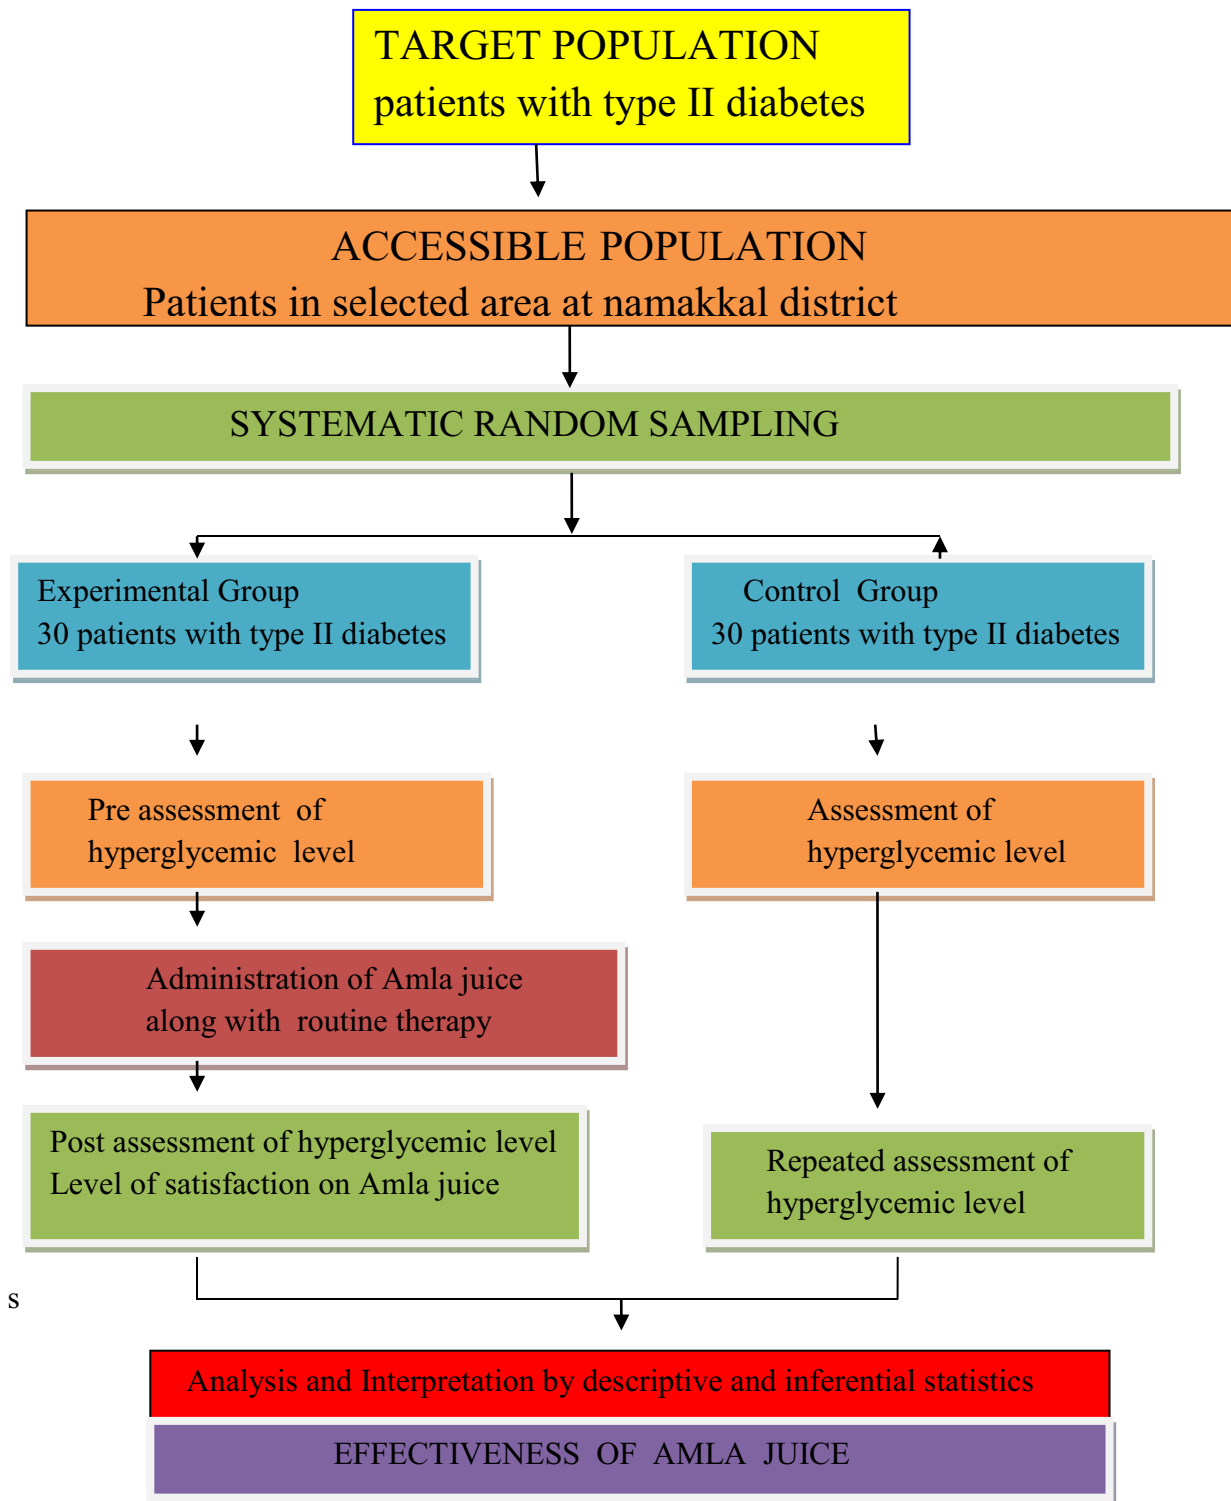 TARGET POPULATION
patients with type II diabetes
ACCESSIBLE POPULATION
Patients in selected area at namakkal district
SYSTEMATIC RANDOM SAMPLING
Experimental Group
30 patients with type II diabetes
Control Group
30 patients with type II diabetes
Pre assessment of
hyperglycemic level
Assessment of
hyperglycemic level
Administration of Amla juice
along with routine therapy
Post assessment of hyperglycemic level
Level of satisfaction on Amla juice
Repeated assessment of
hyperglycemic level
s
Analysis and Interpretation by descriptive and inferential statistics
EFFECTIVENESS OF AMLA JUICE